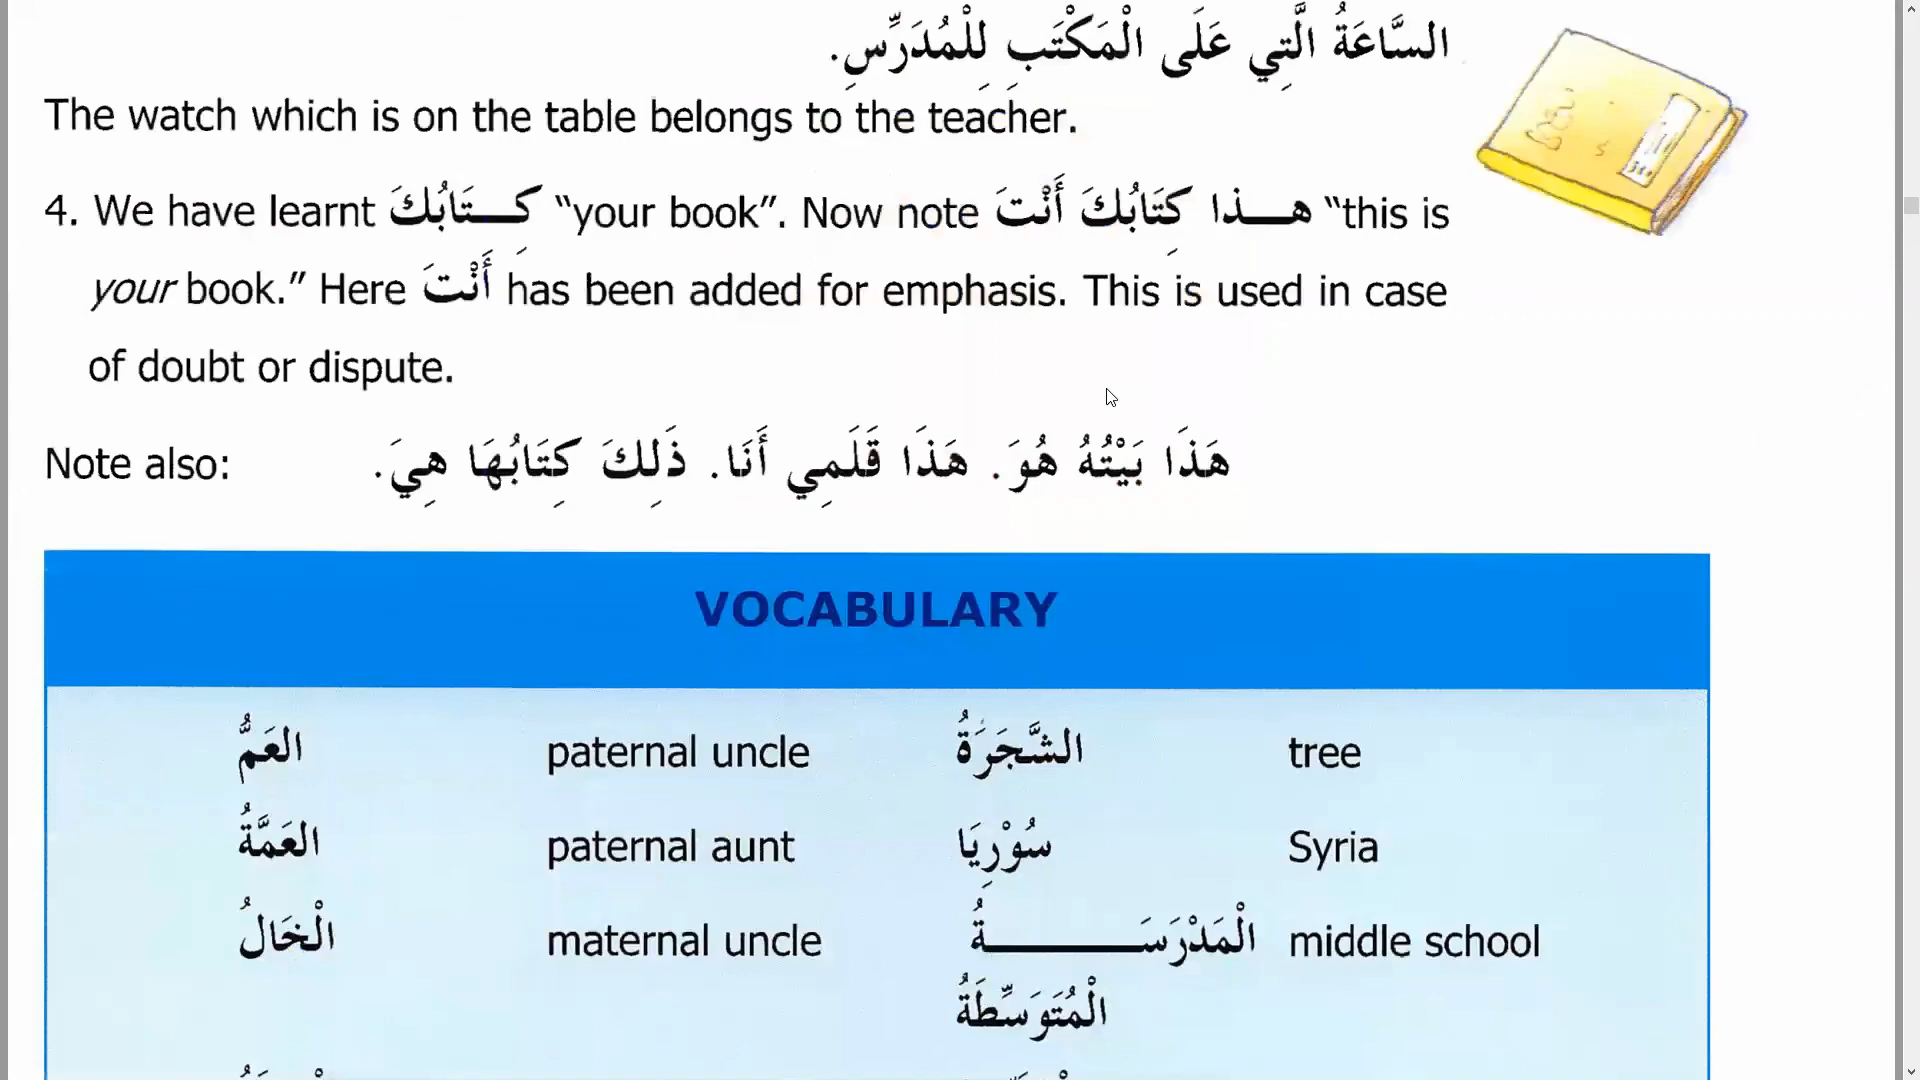 السَّاعَةُ الَّتِي عَلَى الْمَكْتَبِ لِلْمُدَرِّسِ.
The watch which is on the table belongs to the teacher.
4. We have learnt كِـــتَابُكَ “your book”. Now note هـــذا كِتَابُكَ أَنْتَ “this is
your book.” Here أَنْتَ has been added for emphasis. This is used in case
of doubt or dispute.
Note also: هَذَا بَيْتُهُ هُوَ. هَذَا قَلَمِي أَنَا. ذَلِكَ كِتَابُهَا هِيَ.
VOCABULARY
العَمُّ paternal uncle الشَّجَرَةُ tree
العَمَّةُ paternal aunt سُوْرِيَا Syria
الْخَالُ maternal uncle الْمَدْرَسَـــــــةُ middle school
الْمُتَوَسِّطَةُ